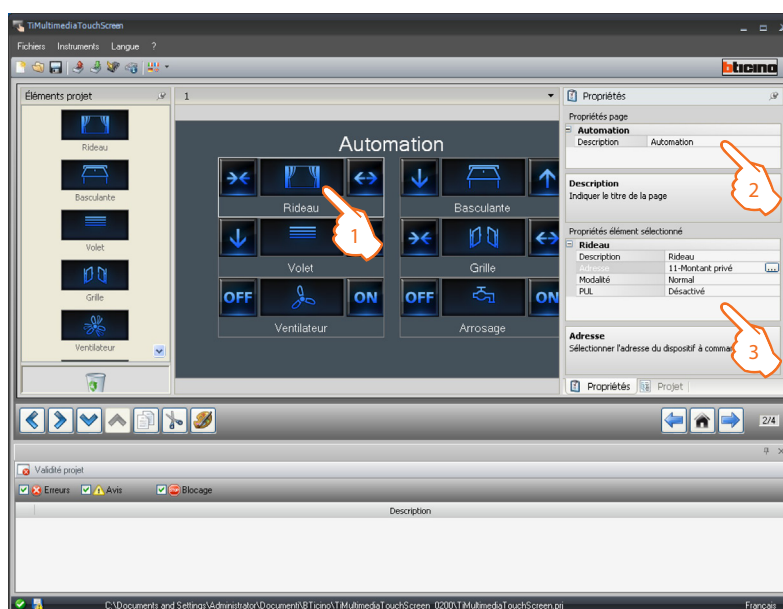 TiMultimediaTouchScreen
Fichiers Instruments Langue ?
bticino
Éléments projet
1
Propriétés
Rideau
Basculante
Volet
Grille
Ventilateur
Automation
Rideau
Basculante
1
Volet
Grille
OFF
ON
OFF
ON
Ventilateur
Arrosage
Propriétés page
Automation
Description Automation
2
Description
Indiquer le titre de la page
Propriétés élément sélectionné
Rideau
Description Rideau
Adresse 11-Montant privé ...
Modalité Normal
PUL Désactivé
3
Adresse
Sélectionner l'adresse du dispositif à comma
Propriétés Projet
2/4
Validité projet
Erreurs Avis Blocage
Description
C:\Documents and Settings\Administrator\Documenti\BTicino\TiMultimediaTouchScreen_0200\TiMultimediaTouchScreen.prj
Français